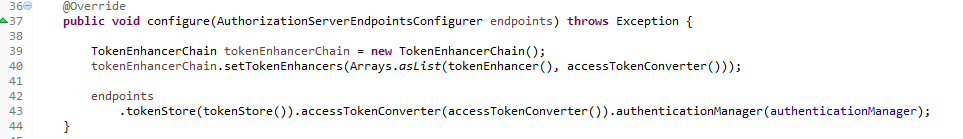 36 @Override
37 public void configure(AuthorizationServerEndpointsConfigurer endpoints) throws Exception {
38
39 TokenEnhancerChain tokenEnhancerChain = new TokenEnhancerChain();
40 tokenEnhancerChain.setTokenEnhancers(Arrays.asList(tokenEnhancer(), accessTokenConverter()));
41
42 endpoints
43 .tokenStore(tokenStore()).accessTokenConverter(accessTokenConverter()).authenticationManager(authenticationManager);
44 }